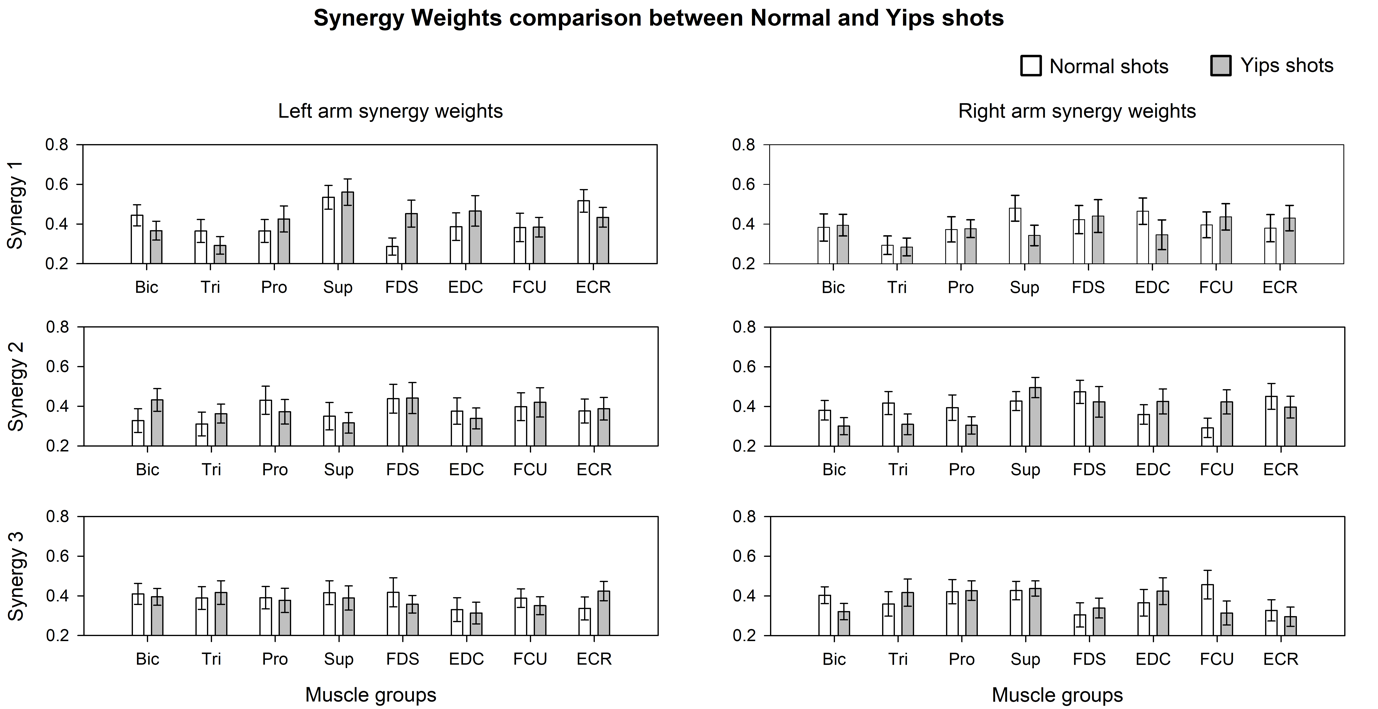 Synergy Weights comparison between Normal and Yips shots
Normal shots
Yips shots
Left arm synergy weights
Right arm synergy weights
Synergy 1
0.8
0.6
0.4
0.2
Bic Tri Pro Sup FDS EDC FCU ECR
0.8
0.6
0.4
0.2
Bic Tri Pro Sup FDS EDC FCU ECR
Synergy 2
0.8
0.6
0.4
0.2
Bic Tri Pro Sup FDS EDC FCU ECR
0.8
0.6
0.4
0.2
Bic Tri Pro Sup FDS EDC FCU ECR
Synergy 3
0.8
0.6
0.4
0.2
Bic Tri Pro Sup FDS EDC FCU ECR
Muscle groups
0.8
0.6
0.4
0.2
Bic Tri Pro Sup FDS EDC FCU ECR
Muscle groups